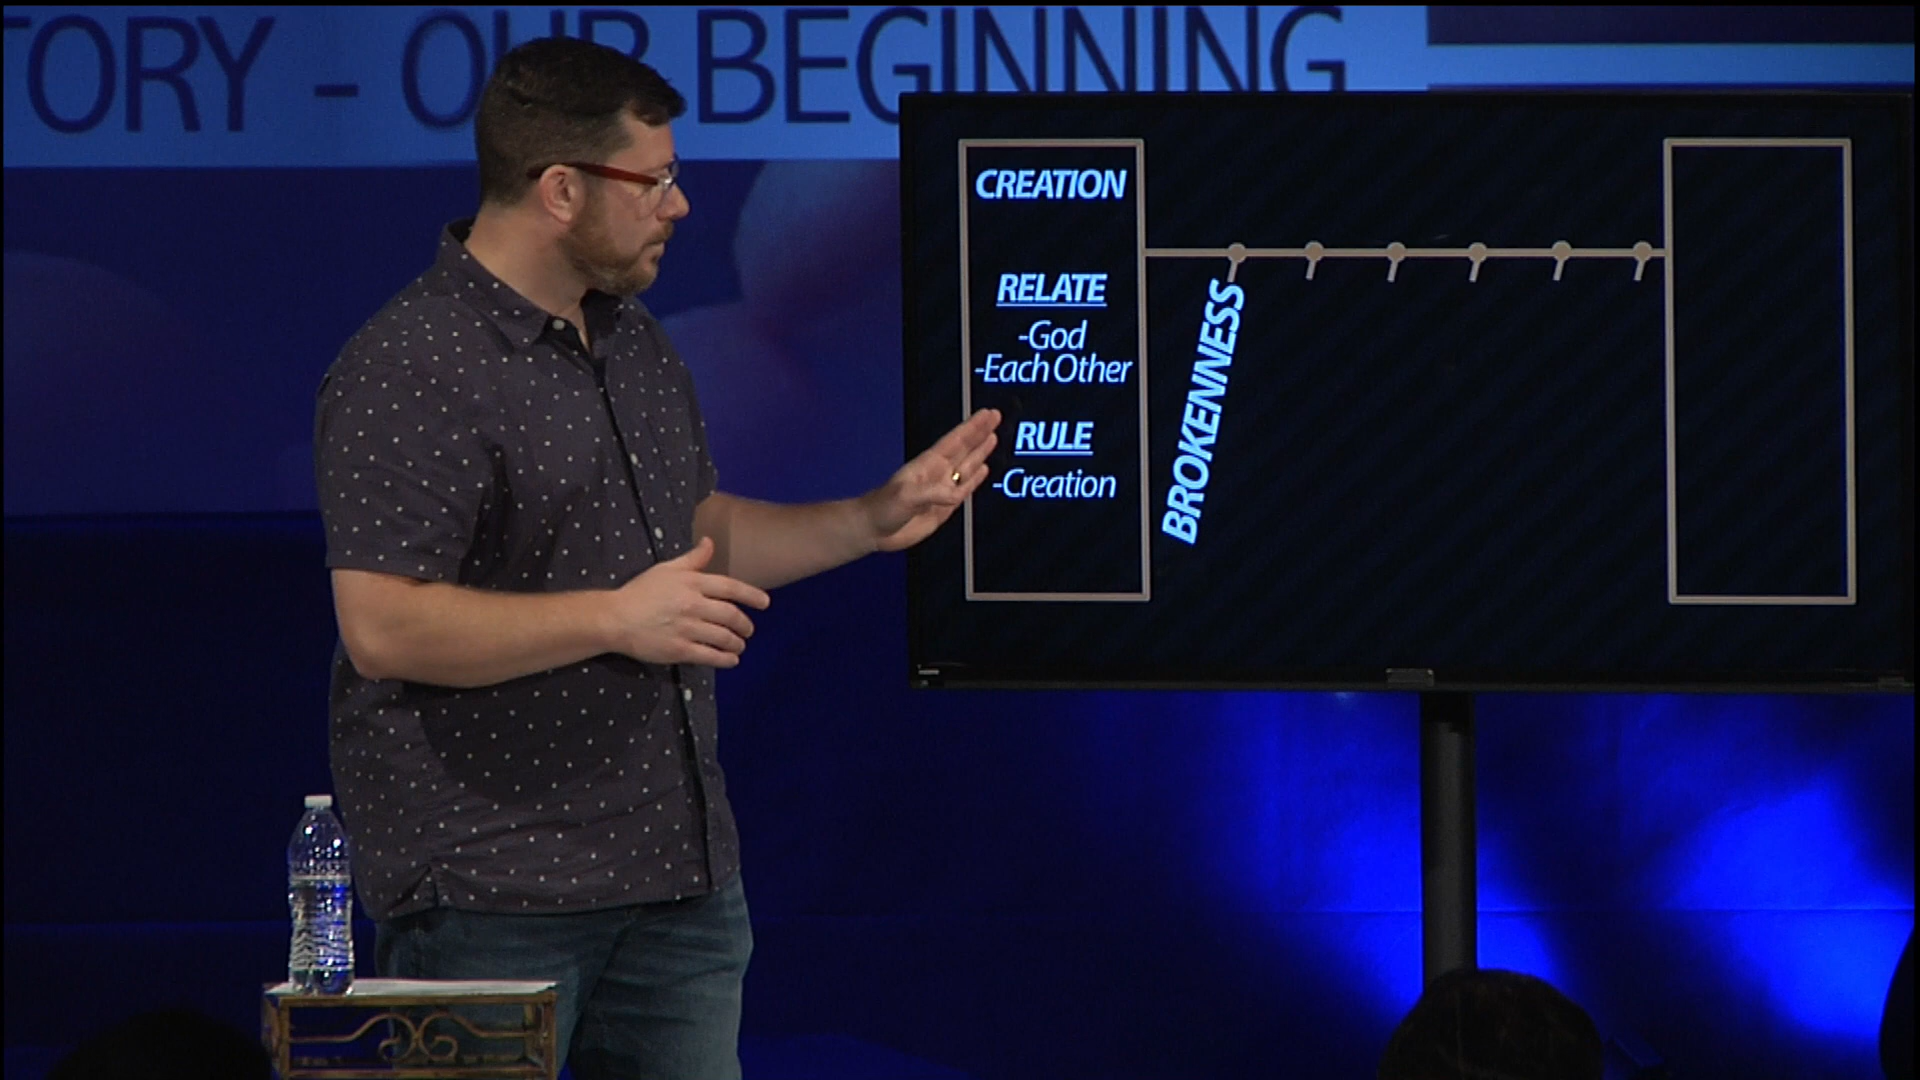 TORY - OUR BEGINNING
CREATION
RELATE
-God
-Each Other
RULE
-Creation
BROKENNESS